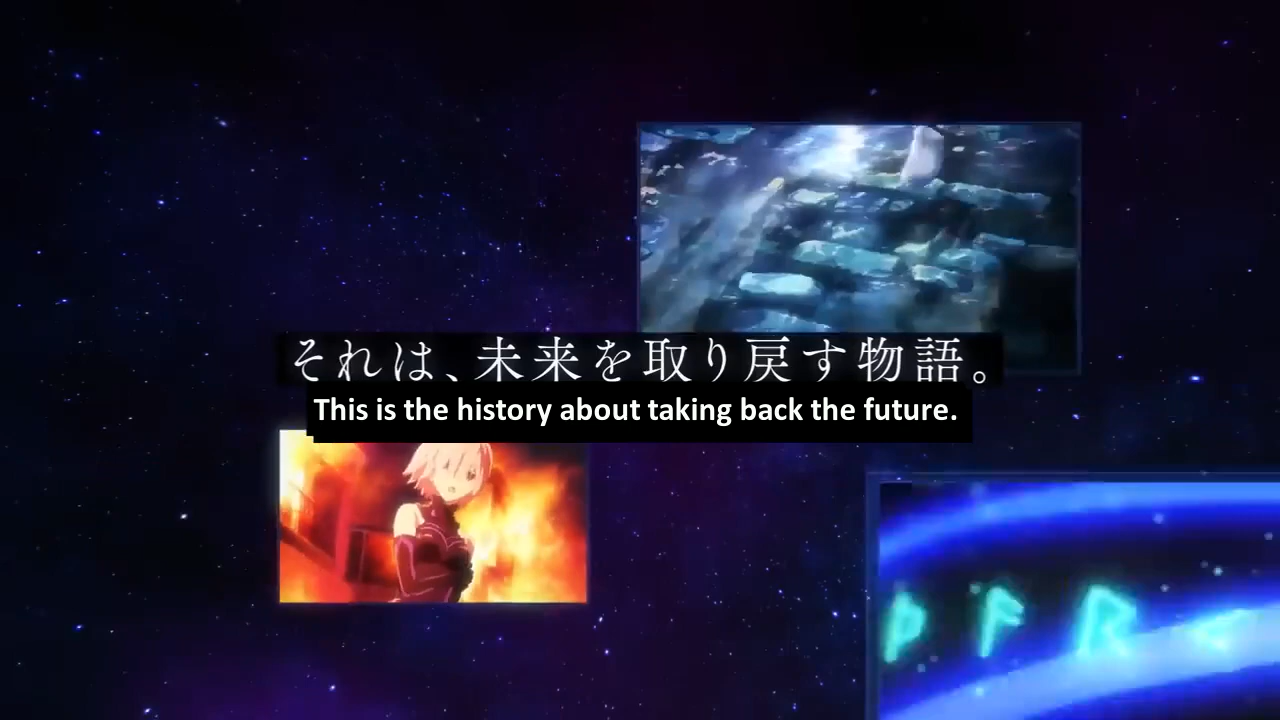 それは、未来を取り戻す物語。
This is the history about taking back the future.
ᚦ ᚨ ᚱ